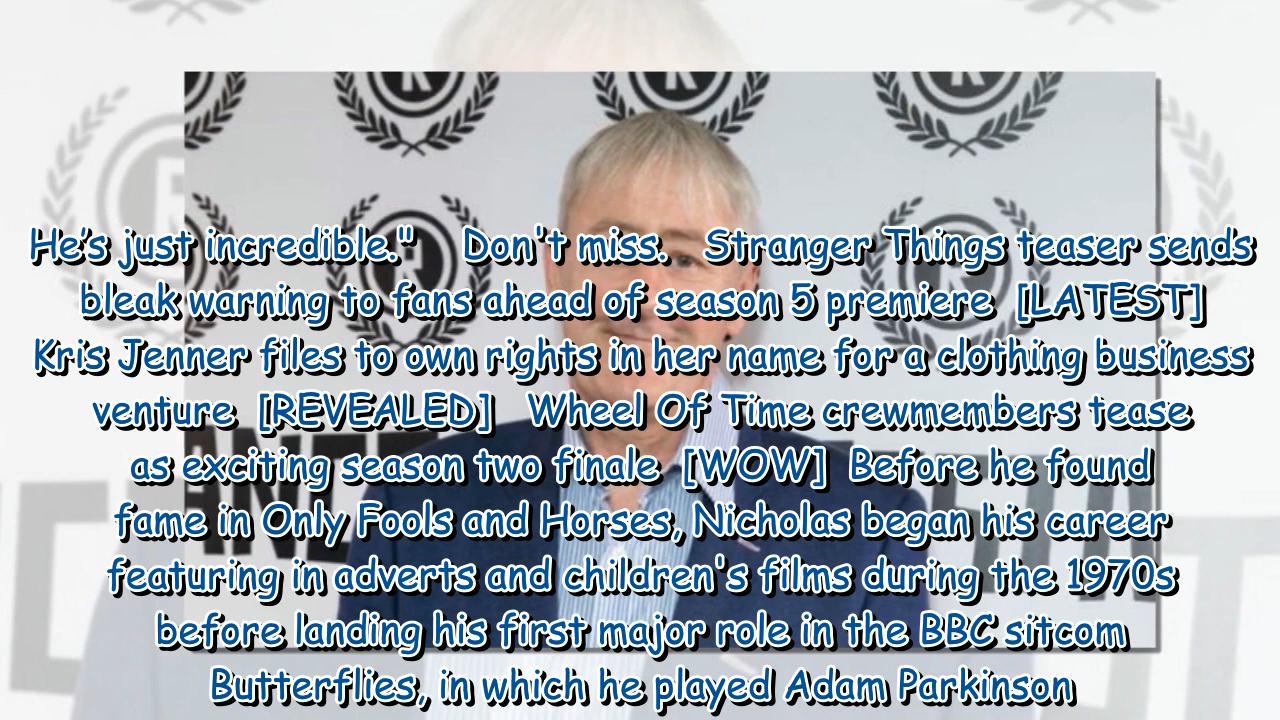 He's just incredible." Don't miss. Stranger Things teaser sends
bleak warning to fans ahead of season 5 premiere [LATEST]
Kris Jenner files to own rights in her name for a clothing business
venture [REVEALED] Wheel Of Time crewmembers tease
as exciting season two finale [WOW] Before he found
fame in Only Fools and Horses, Nicholas began his career
featuring in adverts and children's films during the 1970s
before landing his first major role in the BBC sitcom
Butterflies, in which he played Adam Parkinson